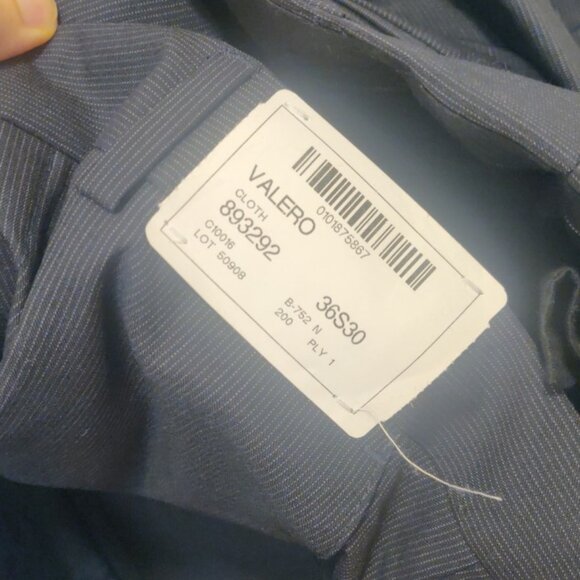 0101875867
VALERO
CLOTH
893292
C10016
LOT 50908
36S30
B-752 N
200 PLY 1